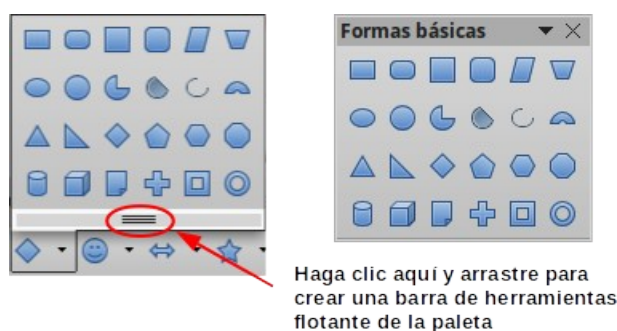 Formas básicas
Haga clic aquí y arrastre para
crear una barra de herramientas
flotante de la paleta